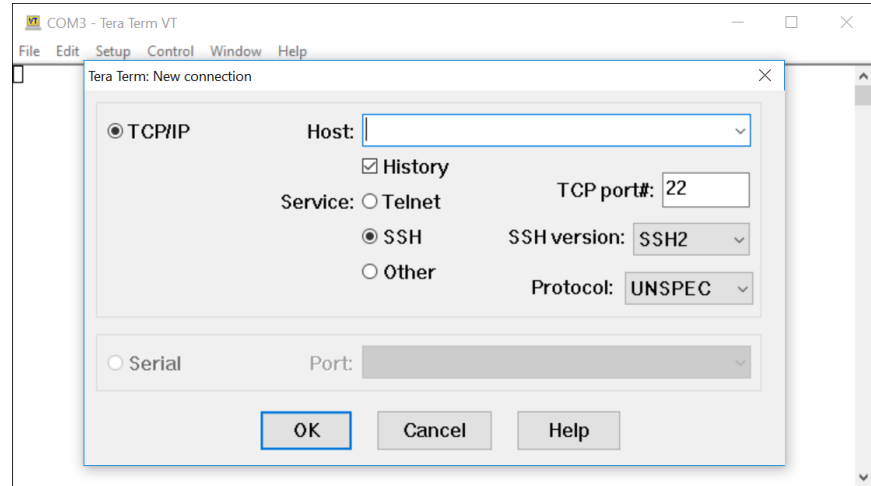 VT COM3 - Tera Term VT
File Edit Setup Control Window Help
Tera Term: New connection
TCP/IP Host:
History
TCP port#: 22
Service: Telnet
SSH SSH version: SSH2
Other
Protocol: UNSPEC
Serial Port:
OK Cancel Help